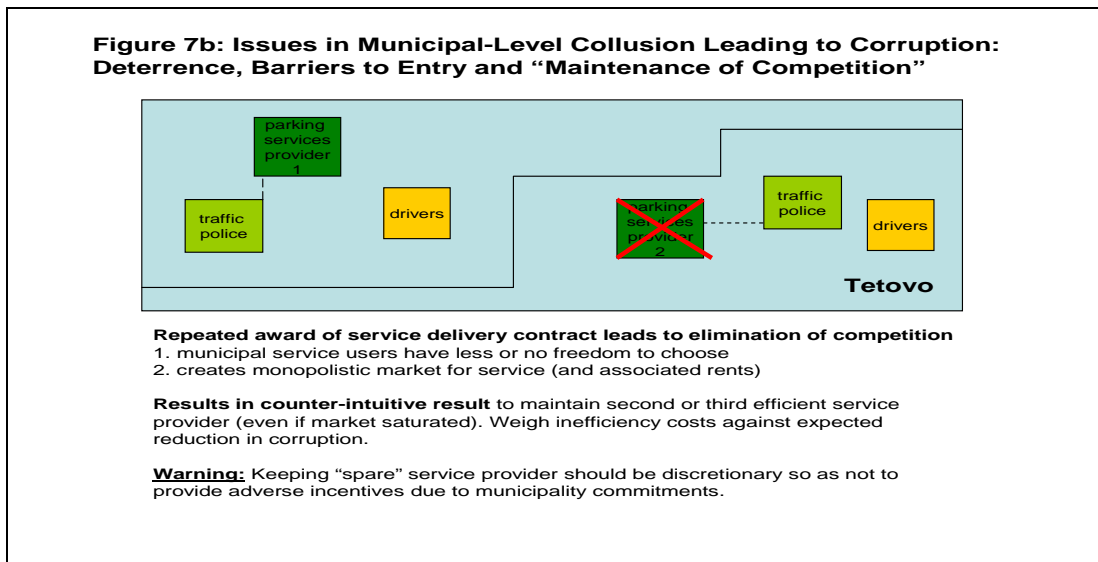 Figure 7b: Issues in Municipal-Level Collusion Leading to Corruption:
Deterrence, Barriers to Entry and “Maintenance of Competition”
parking
services
provider
1
traffic
police
drivers
parking
services
provider
2
traffic
police
drivers
Tetovo
Repeated award of service delivery contract leads to elimination of competition
1. municipal service users have less or no freedom to choose
2. creates monopolistic market for service (and associated rents)
Results in counter-intuitive result to maintain second or third efficient service
provider (even if market saturated). Weigh inefficiency costs against expected
reduction in corruption.
Warning: Keeping “spare” service provider should be discretionary so as not to
provide adverse incentives due to municipality commitments.